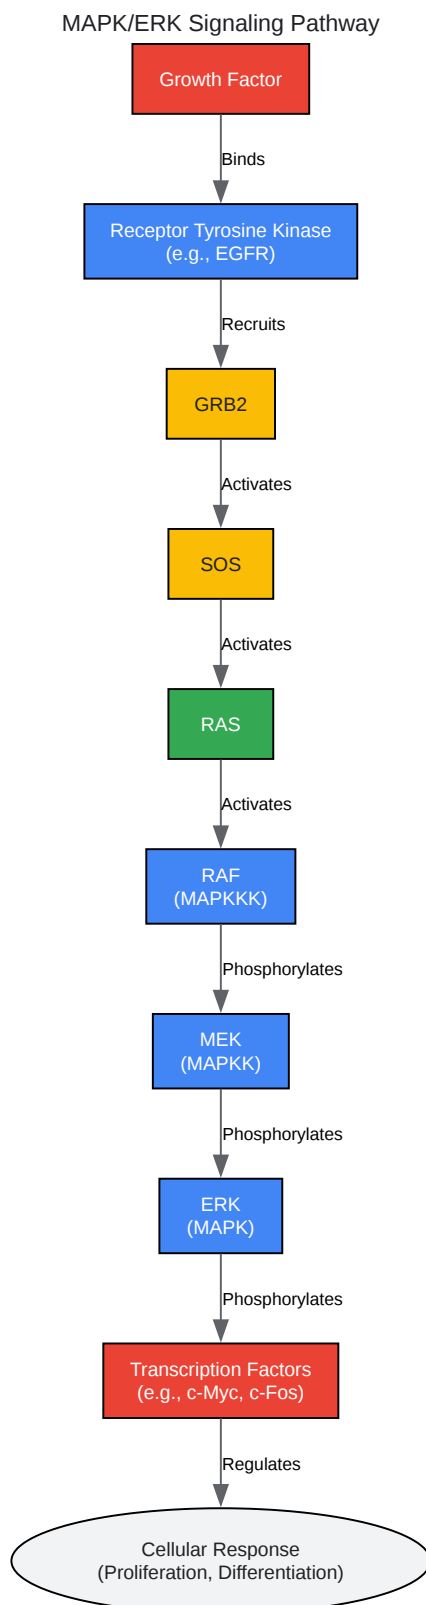 MAPK/ERK Signaling Pathway
Growth Factor
Binds
Receptor Tyrosine Kinase
(e.g., EGFR)
Recruits
GRB2
Activates
SOS
Activates
RAS
Activates
RAF
(MAPKKK)
Phosphorylates
MEK
(MAPKK)
Phosphorylates
ERK
(MAPK)
Phosphorylates
Transcription Factors
(e.g., c-Myc, c-Fos)
Regulates
Cellular Response
(Proliferation, Differentiation)